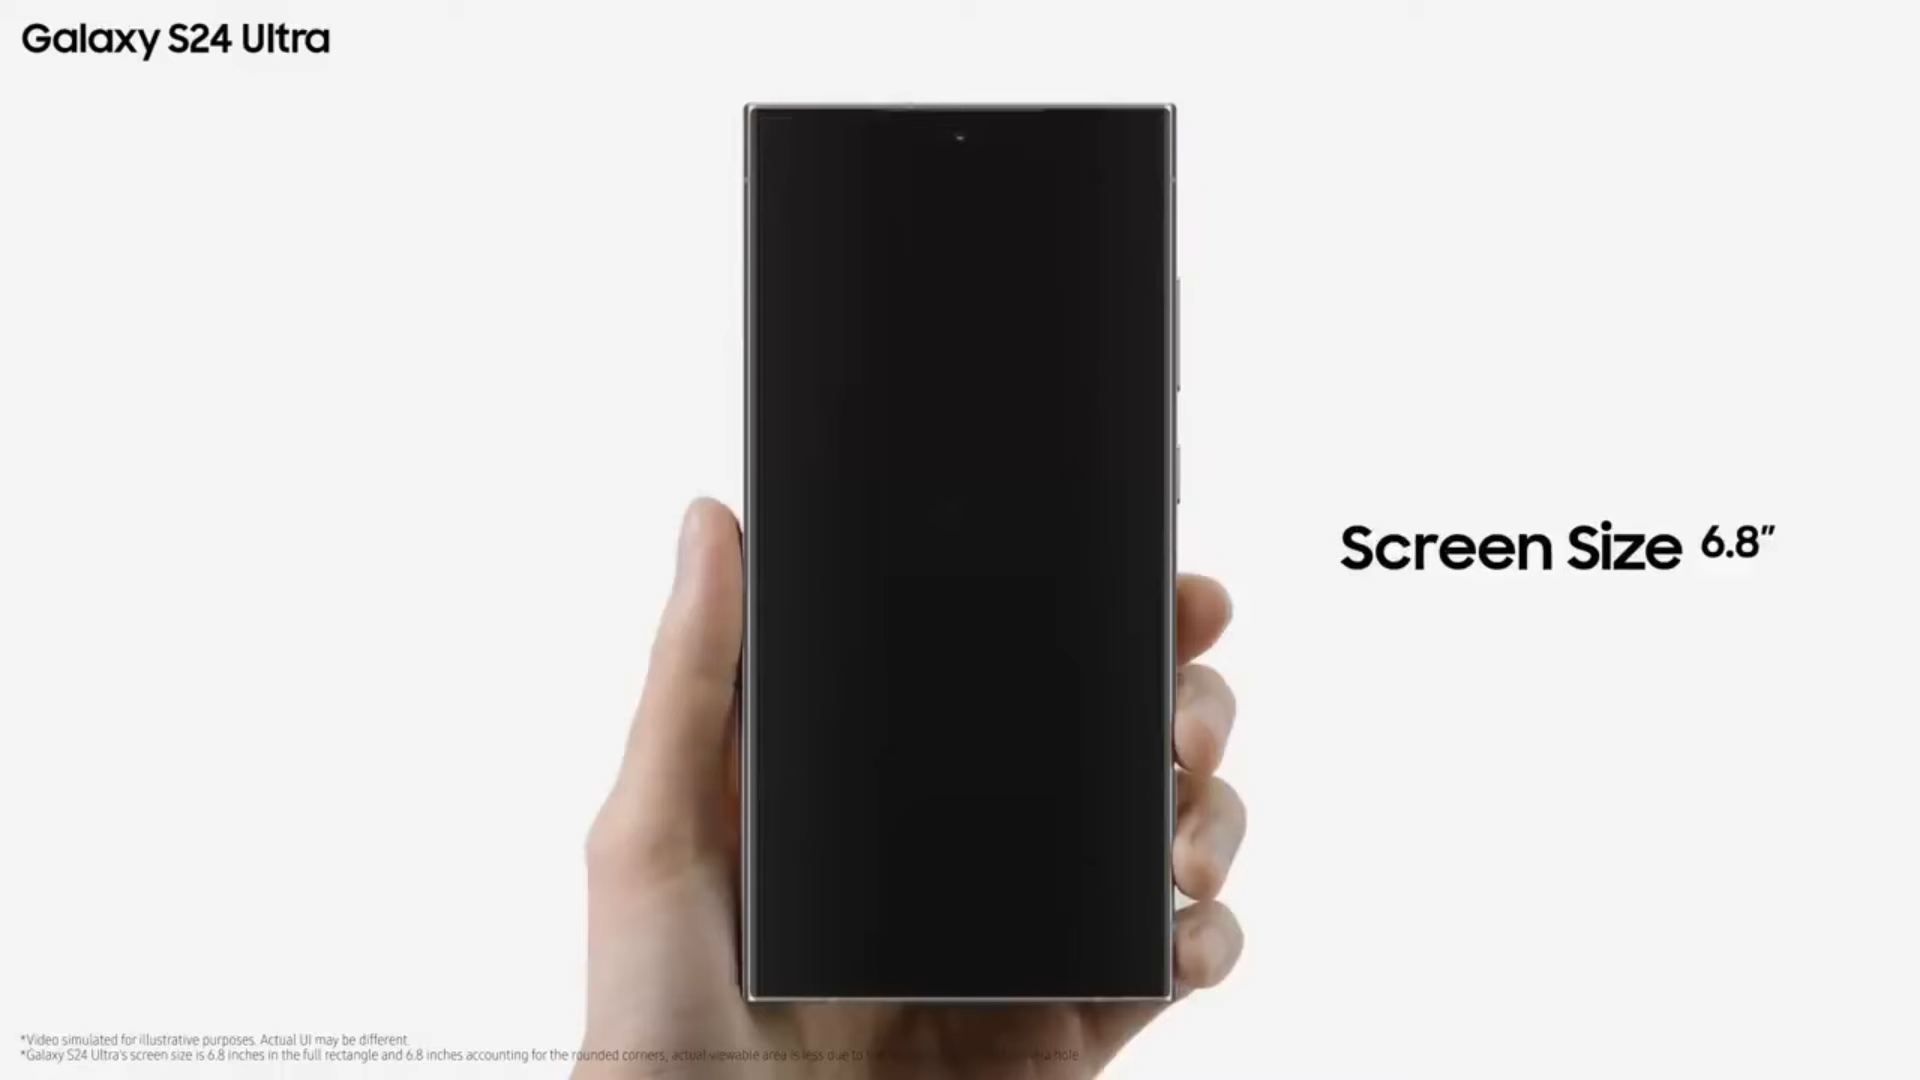 Galaxy S24 Ultra
Screen Size 6.8"
*Video simulated for illustrative purposes. Actual UI may be different.
*Galaxy S24 Ultra's screen size is 6.8 inches in the full rectangle and 6.8 inches accounting for the rounded corners, actual viewable area is less due to hole